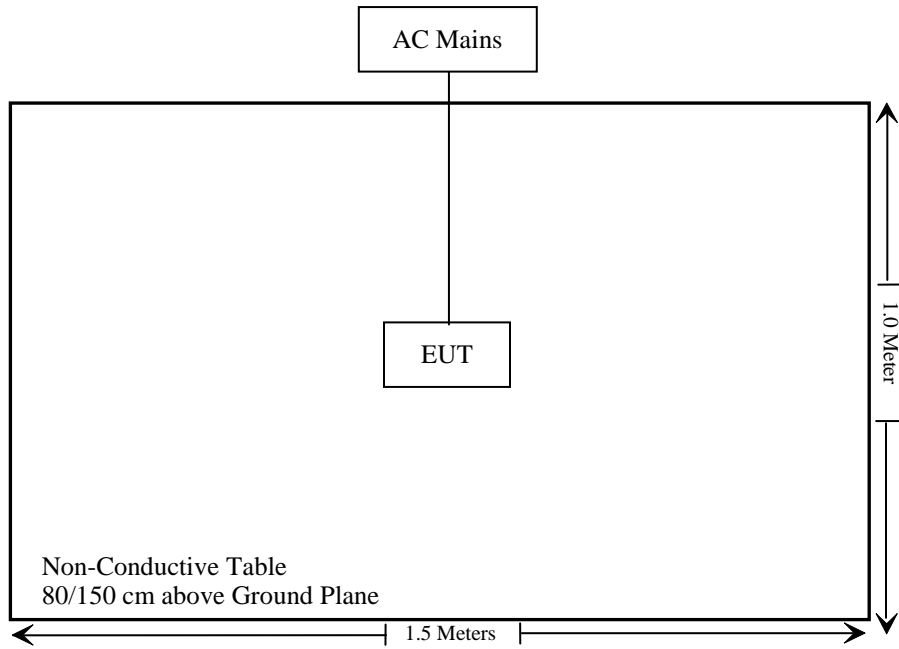 AC Mains
EUT
1.0 Meter
Non-Conductive Table
80/150 cm above Ground Plane
1.5 Meters